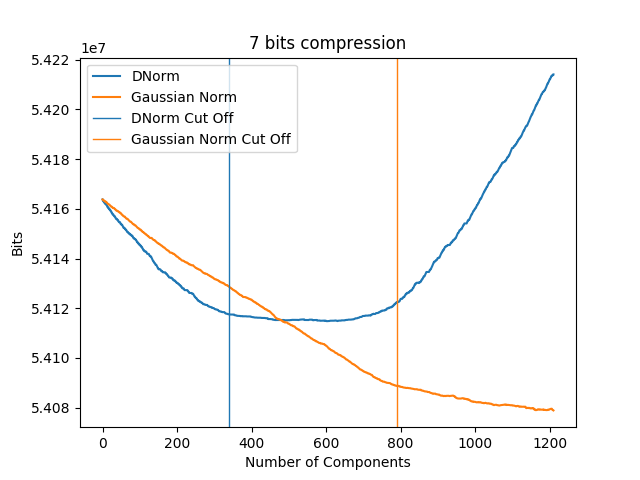 7 bits compression
1e7
5.422
5.420
5.418
5.416
5.414
5.412
5.410
5.408
Bits
DNorm
Gaussian Norm
DNorm Cut Off
Gaussian Norm Cut Off
0 200 400 600 800 1000 1200
Number of Components